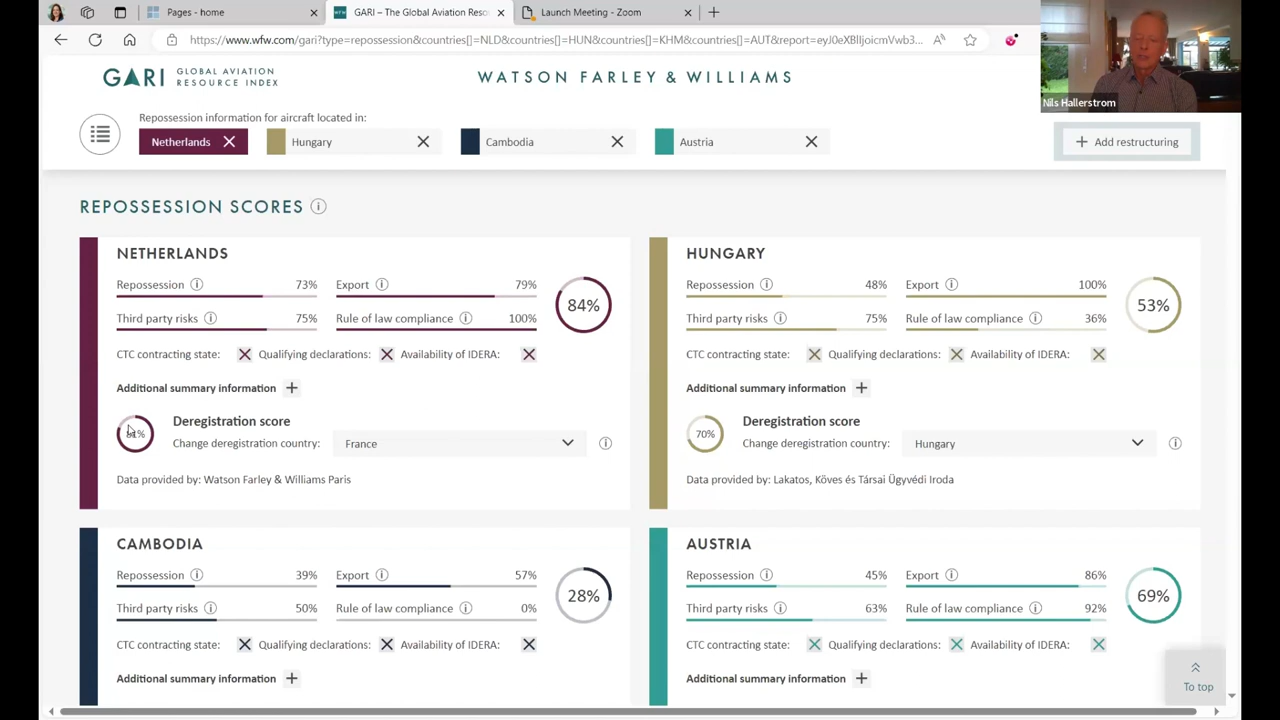 Pages - home
GARI – The Global Aviation Reso
Launch Meeting - Zoom
https://www.wfw.com/gari?type=repossession&countries[]=NLD&countries[]=HUN&countries[]=KHM&countries[]=AUT&report=eyJ0eXBlIjoicmVwb3...
Nils Hallerstrom
GARI GLOBAL AVIATION
RESOURCE INDEX
WATSON FARLEY & WILLIAMS
Repossession information for aircraft located in:
Netherlands
Hungary
Cambodia
Austria
Add restructuring
REPOSSESSION SCORES
NETHERLANDS
Repossession 73% Export 79%
84%
Third party risks 75% Rule of law compliance 100%
CTC contracting state: Qualifying declarations: Availability of IDERA:
Additional summary information
Deregistration score
Change deregistration country: France
Data provided by: Watson Farley & Williams Paris
HUNGARY
Repossession 48% Export 100%
53%
Third party risks 75% Rule of law compliance 36%
CTC contracting state: Qualifying declarations: Availability of IDERA:
Additional summary information
70%
Deregistration score
Change deregistration country: Hungary
Data provided by: Lakatos, Köves és Társai Ügyvédi Iroda
CAMBODIA
Repossession 39% Export 57%
28%
Third party risks 50% Rule of law compliance 0%
CTC contracting state: Qualifying declarations: Availability of IDERA:
Additional summary information
AUSTRIA
Repossession 45% Export 86%
69%
Third party risks 63% Rule of law compliance 92%
CTC contracting state: Qualifying declarations: Availability of IDERA:
Additional summary information
To top